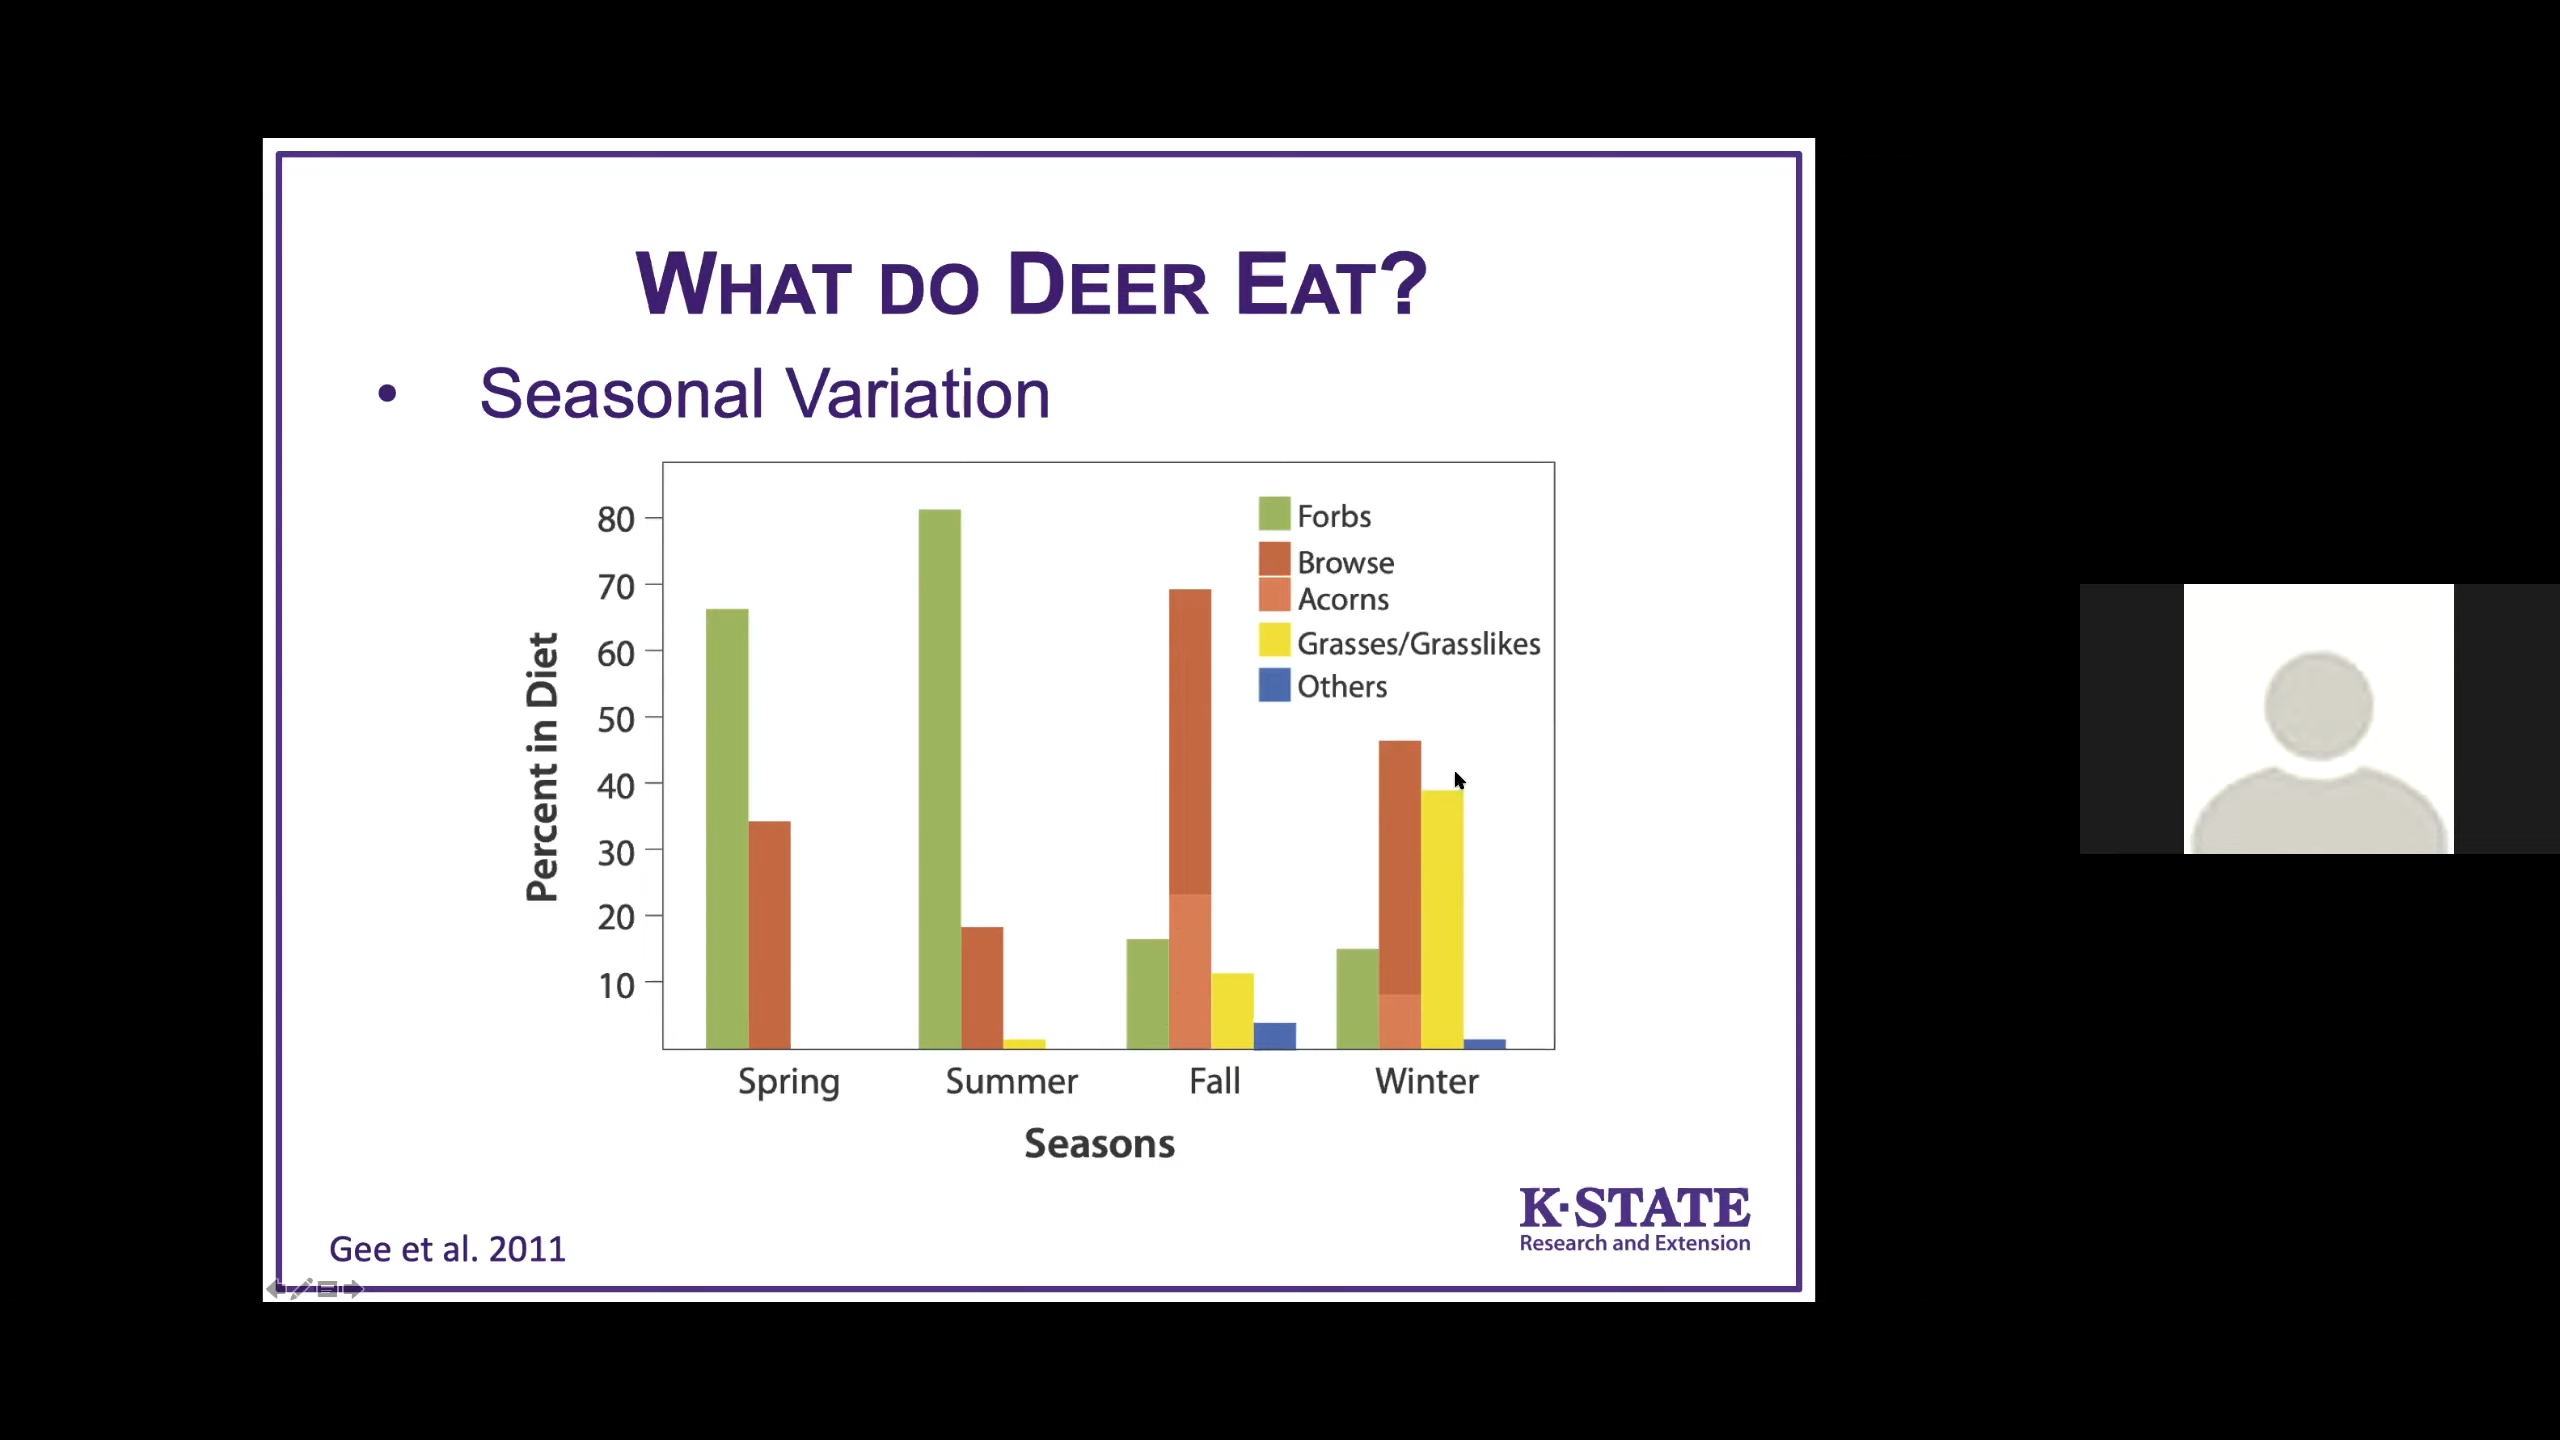 WHAT DO DEER EAT?
• Seasonal Variation
80
70
60
50
40
30
20
10
Percent in Diet
Forbs
Browse
Acorns
Grasses/Grasslikes
Others
Spring Summer Fall Winter
Seasons
K·STATE
Research and Extension
Gee et al. 2011